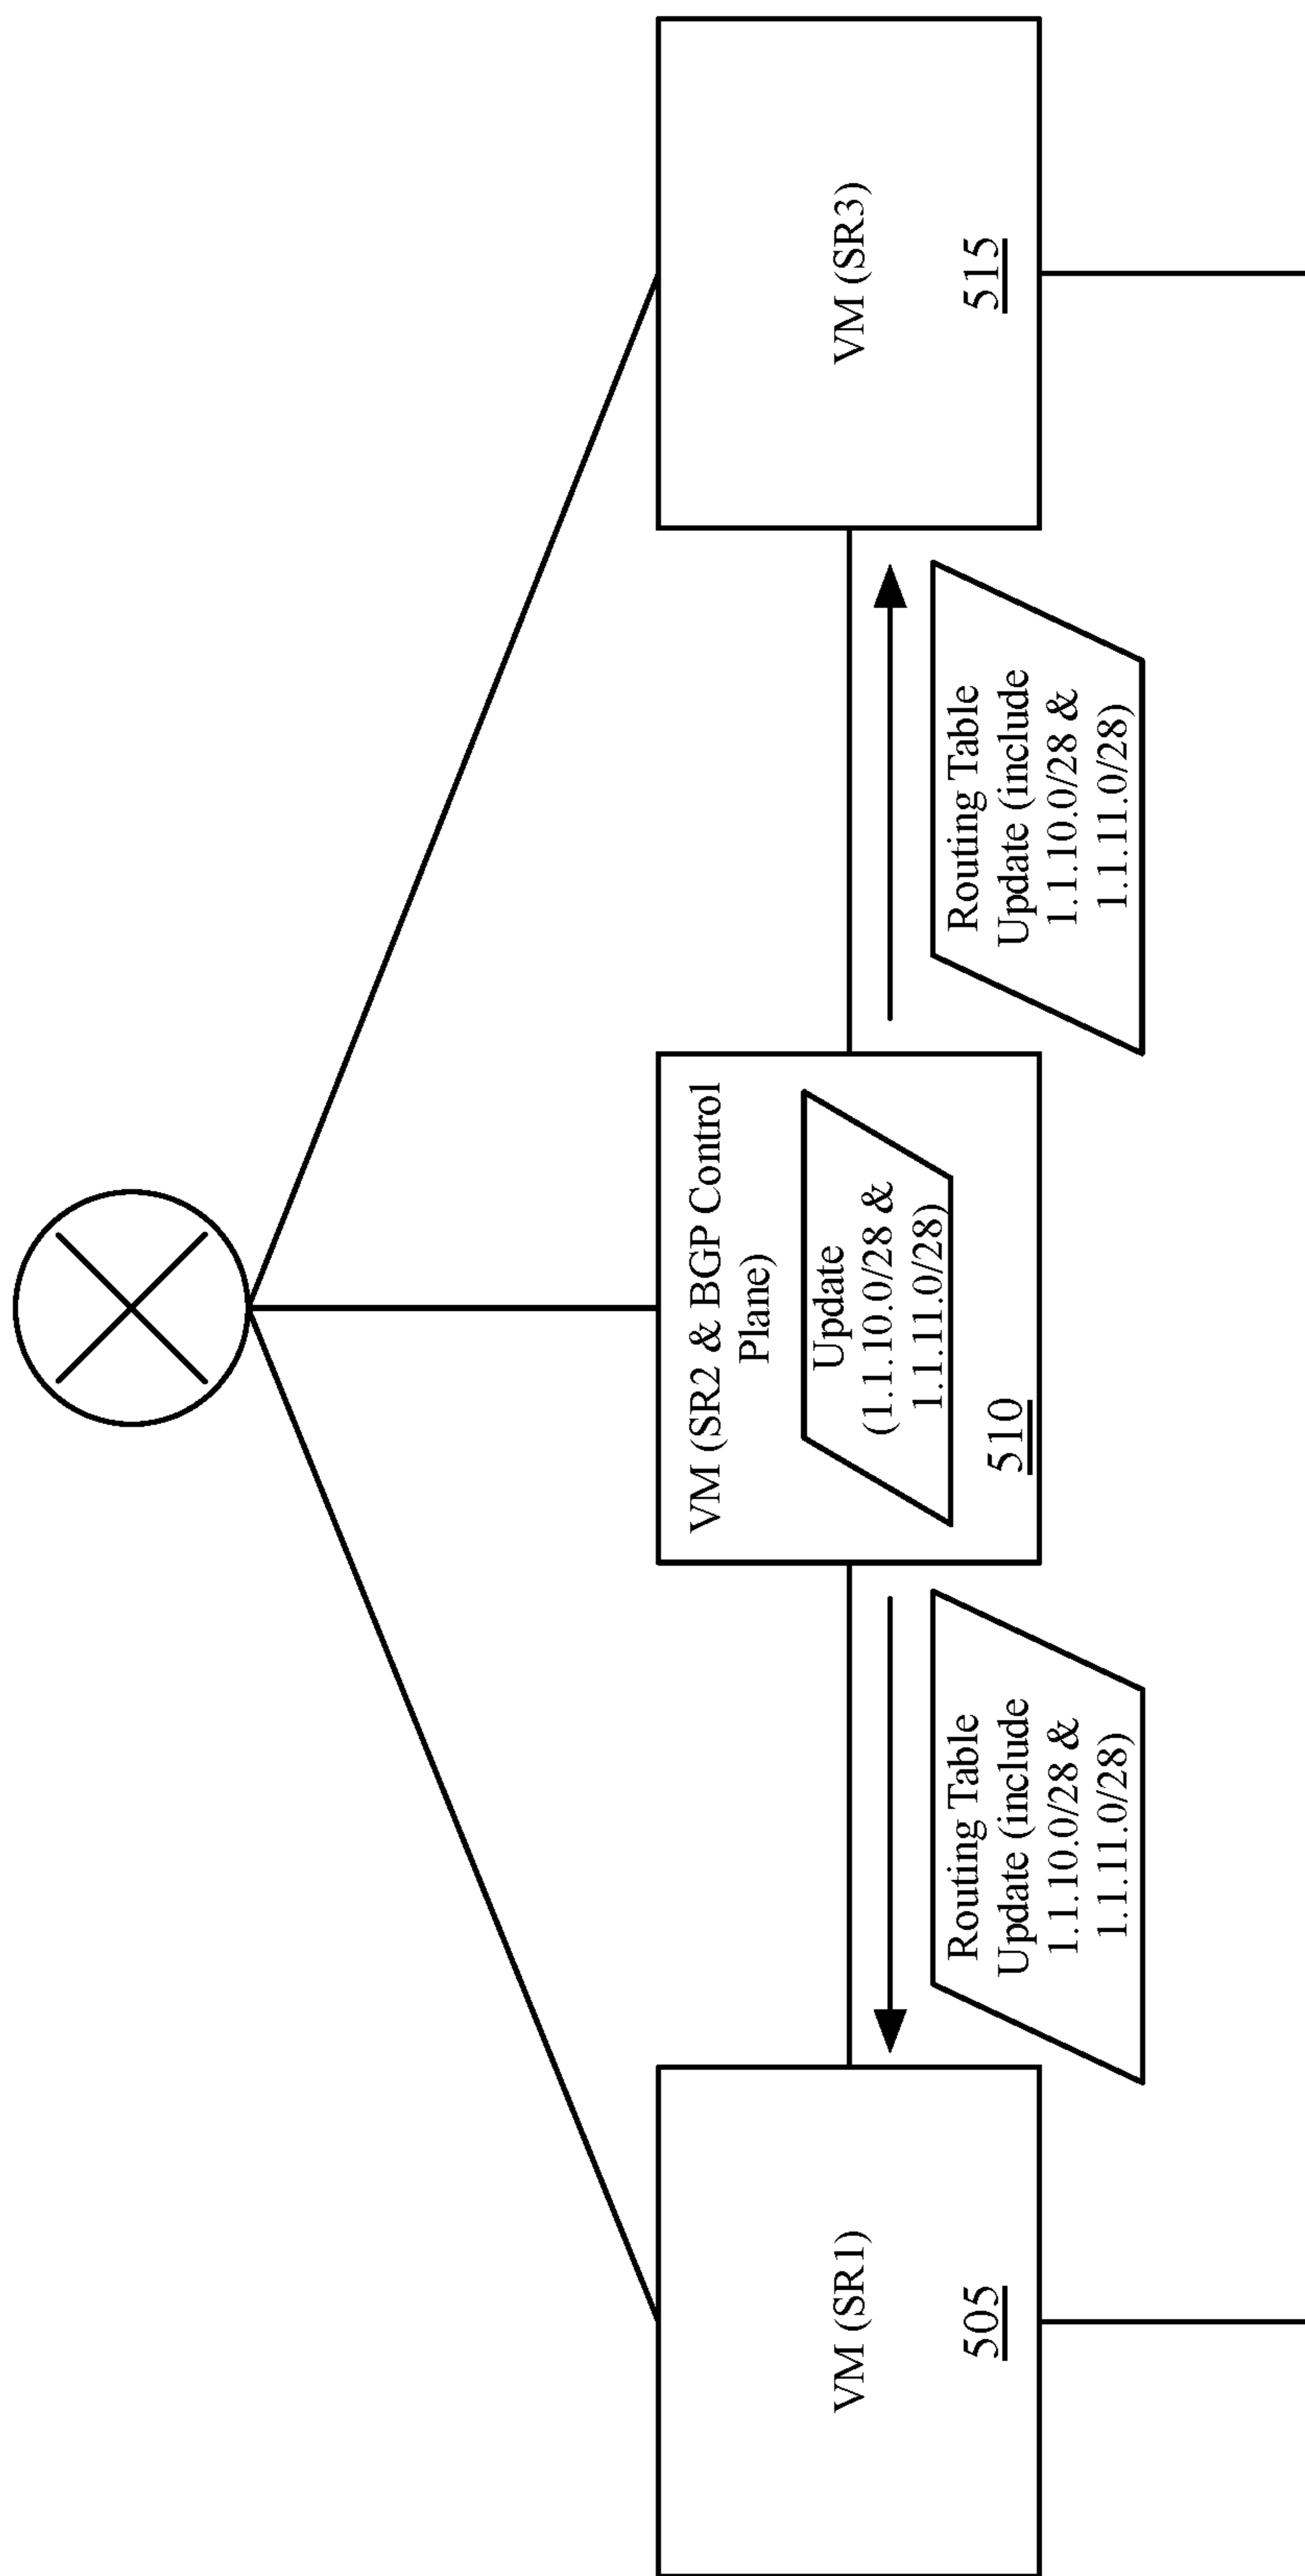 VM (SR1)
505
Routing Table
Update (include
1.1.10.0/28 &
1.1.11.0/28)
VM (SR2 & BGP Control
Plane)
Update
(1.1.10.0/28 &
1.1.11.0/28)
510
Routing Table
Update (include
1.1.10.0/28 &
1.1.11.0/28)
VM (SR3)
515